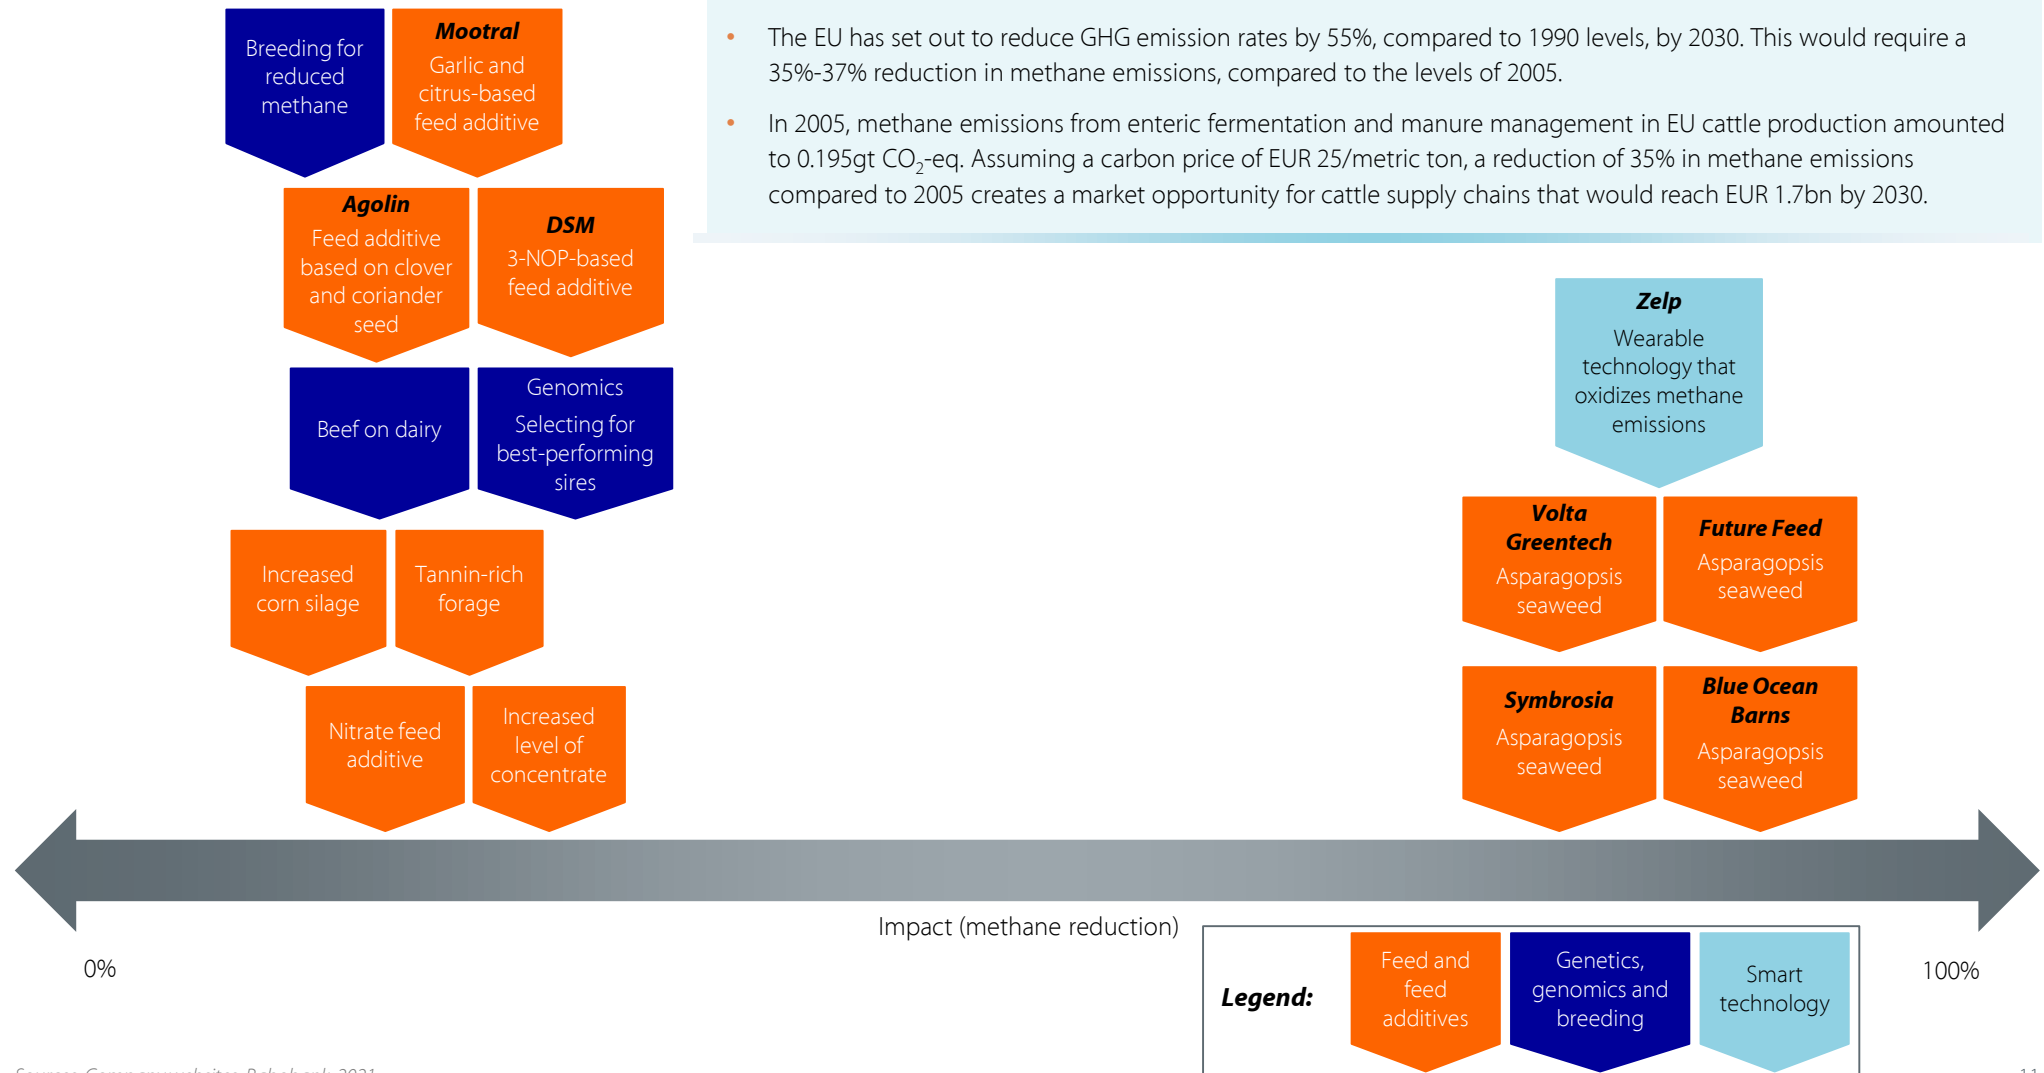 Breeding for
reduced
methane
Mootral
Garlic and
citrus-based
feed additive
• The EU has set out to reduce GHG emission rates by 55%, compared to 1990 levels, by 2030. This would require a
35%-37% reduction in methane emissions, compared to the levels of 2005.
• In 2005, methane emissions from enteric fermentation and manure management in EU cattle production amounted
to 0.195gt CO₂-eq. Assuming a carbon price of EUR 25/metric ton, a reduction of 35% in methane emissions
compared to 2005 creates a market opportunity for cattle supply chains that would reach EUR 1.7bn by 2030.
Agolin
Feed additive
based on clover
and coriander
seed
DSM
3-NOP-based
feed additive
Zelp
Wearable
technology that
oxidizes methane
emissions
Beef on dairy
Genomics
Selecting for
best-performing
sires
Volta
Greentech
Asparagopsis
seaweed
Future Feed
Asparagopsis
seaweed
Increased
corn silage
Tannin-rich
forage
Symbrosia
Asparagopsis
seaweed
Blue Ocean
Barns
Asparagopsis
seaweed
Nitrate feed
additive
Increased
level of
concentrate
Impact (methane reduction)
0%
100%
Legend:
Feed and
feed
additives
Genetics,
genomics and
breeding
Smart
technology
Source: Company websites, Rabobank 2021
11